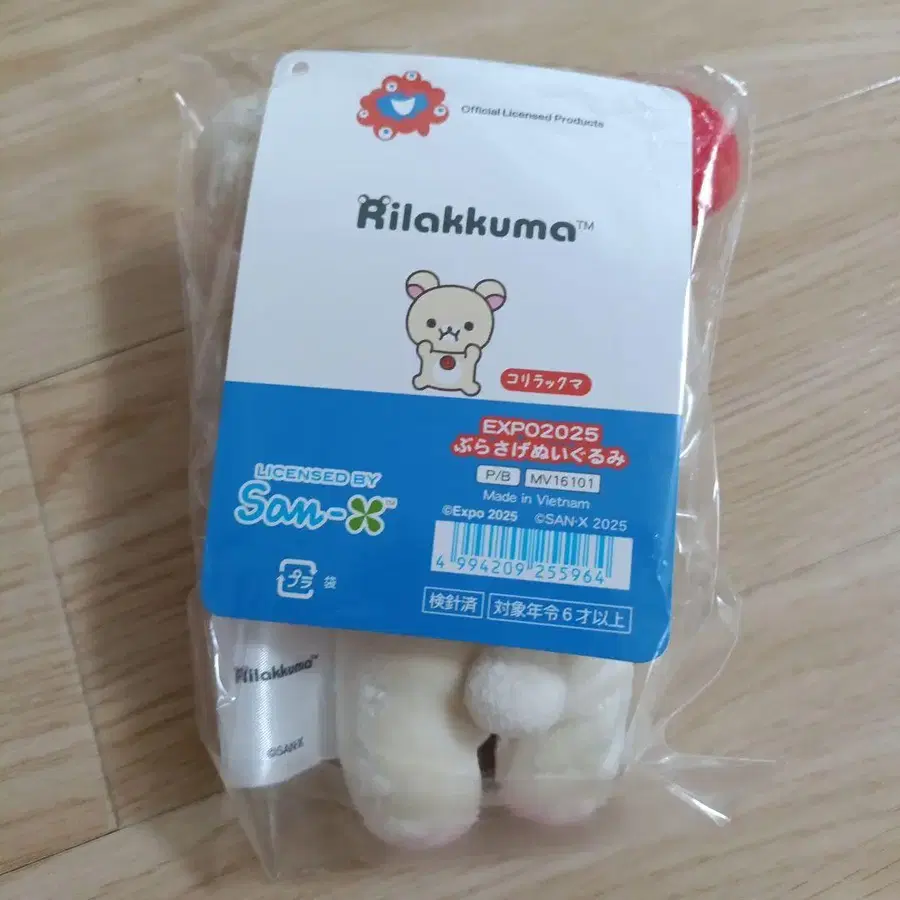 Official Licensed Products
Rilakkuma™
コリラックマ
EXPO2025
ぶらさげぬいぐるみ
P/B MV16101
Made in Vietnam
©Expo 2025 ©SAN-X 2025
LICENSED BY
San-X™
4 994209 255964
プラ 袋
検針済 対象年令6才以上
Rilakkuma™
©SAN-X